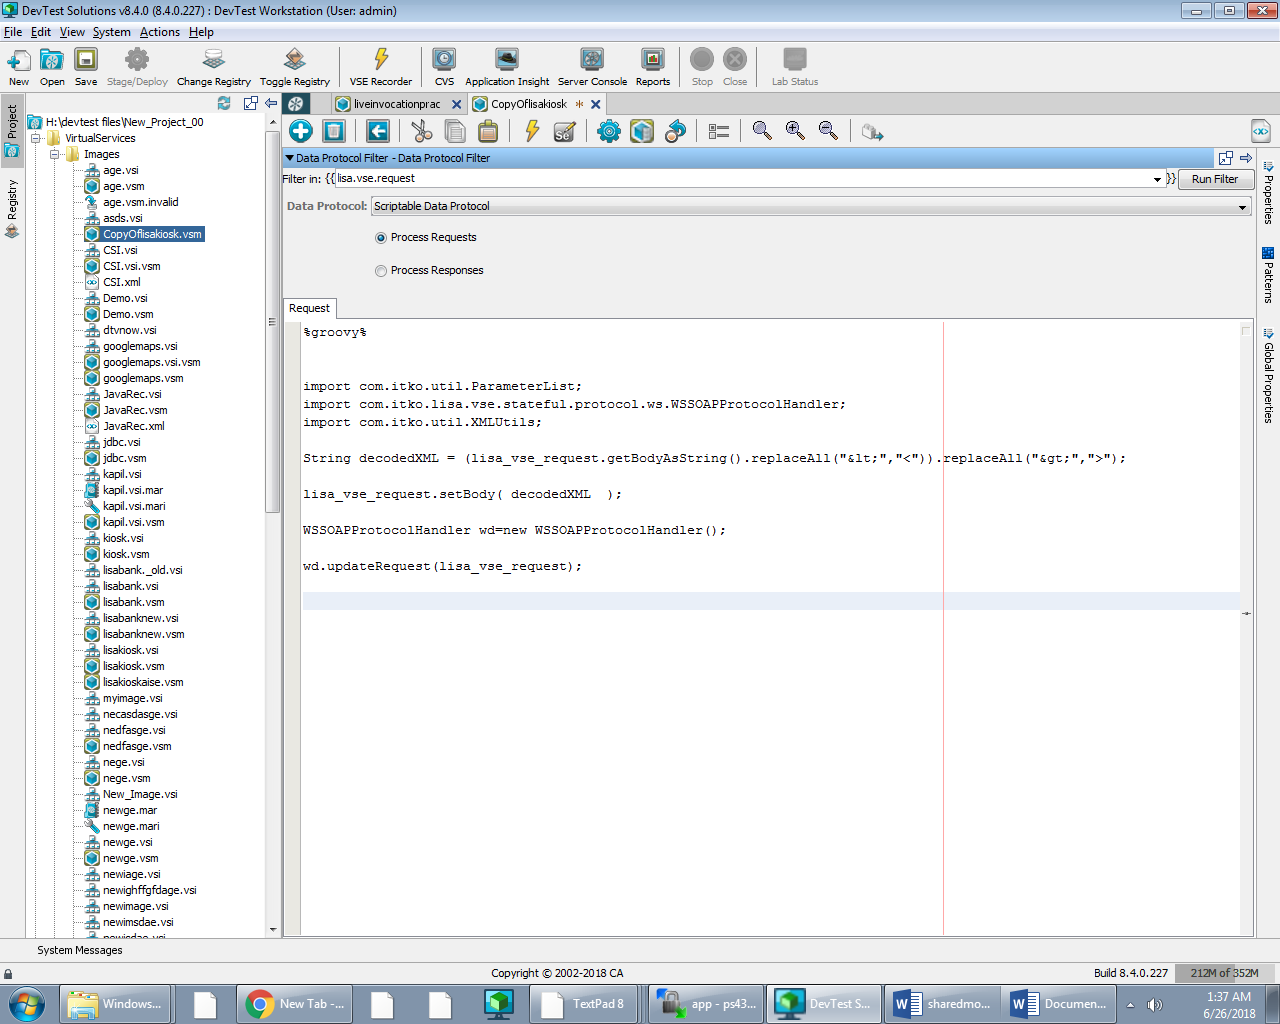 DevTest Solutions v8.4.0 (8.4.0.227) : DevTest Workstation (User: admin)
File Edit View System Actions Help
New Open Save Stage/Deploy Change Registry Toggle Registry VSE Recorder CVS Application Insight Server Console Reports Stop Close Lab Status
Project
Registry
H:\devtest files\New_Project_00
VirtualServices
Images
age.vsi
age.vsm
age.vsm.invalid
asds.vsi
CopyOflisakiosk.vsm
CSI.vsi
CSI.vsi.vsm
CSI.xml
Demo.vsi
Demo.vsm
dtvnow.vsi
googlemaps.vsi
googlemaps.vsi.vsm
googlemaps.vsm
JavaRec.vsi
JavaRec.vsm
JavaRec.xml
jdbc.vsi
jdbc.vsm
kapil.vsi
kapil.vsi.mar
kapil.vsi.mari
kapil.vsi.vsm
kiosk.vsi
kiosk.vsm
lisabank._old.vsi
lisabank.vsi
lisabank.vsm
lisabanknew.vsi
lisabanknew.vsm
lisakiosk.vsi
lisakiosk.vsm
lisakioskaise.vsm
myimage.vsi
necasdasge.vsi
nedfasge.vsi
nedfasge.vsm
nege.vsi
nege.vsm
New_Image.vsi
newge.mar
newge.mari
newge.vsi
newge.vsm
newiage.vsi
newighffgfdage.vsi
newimage.vsi
newimsdae.vsi
liveinvocationprac CopyOflisakiosk
Data Protocol Filter - Data Protocol Filter
Filter in: {{lisa.vse.request }} Run Filter
Data Protocol: Scriptable Data Protocol
Process Requests
Process Responses
Request
%groovy%
import com.itko.util.ParameterList;
import com.itko.lisa.vse.stateful.protocol.ws.WSSOAPProtocolHandler;
import com.itko.util.XMLUtils;
String decodedXML = (lisa_vse_request.getBodyAsString().replaceAll("&lt;","<")).replaceAll("&gt;",">");
lisa_vse_request.setBody( decodedXML  );
WSSOAPProtocolHandler wd=new WSSOAPProtocolHandler();
wd.updateRequest(lisa_vse_request);
Properties
Patterns
Global Properties
System Messages
Copyright © 2002-2018 CA
Build 8.4.0.227 212M of 352M
Windows... New Tab -... TextPad 8 app - ps43... DevTest S... sharedmo... Documen...
1:37 AM
6/26/2018